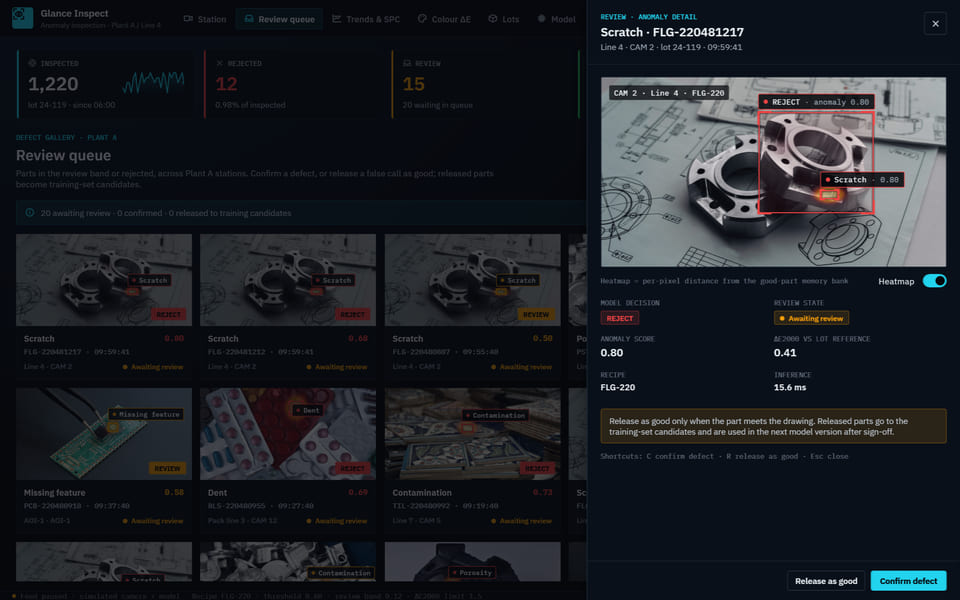 Glance Inspect
Anomaly inspection · Plant A / Line 4
Station
Review queue
Trends & SPC
Colour ΔE
Lots
Model
INSPECTED
1,220
lot 24-119 · since 06:00
REJECTED
12
0.98% of inspected
REVIEW
15
20 waiting in queue
DEFECT GALLERY · PLANT A
Review queue
Parts in the review band or rejected, across Plant A stations. Confirm a defect, or release a false call as good; released parts
become training-set candidates.
20 awaiting review · 0 confirmed · 0 released to training candidates
Scratch
REJECT
Scratch 0.80
FLG-220481217 · 09:59:41
Line 4 · CAM 2
Awaiting review
Scratch
REJECT
Scratch 0.68
FLG-220481212 · 09:59:41
Line 4 · CAM 2
Awaiting review
Scratch
REVIEW
Scratch 0.50
Line 4 · CAM 2
Awaiting review
Missing feature
REVIEW
Missing feature 0.58
PCB-220480910 · 09:37:40
AOI-1 · AOI-1
Awaiting review
Dent
REJECT
Dent 0.69
BLS-220480955 · 09:27:40
Pack line 3 · CAM 12
Awaiting review
Contamination
REJECT
Contamination 0.73
TIL-220480992 · 09:19:40
Line 7 · CAM 5
Awaiting review
Scratch
Contamination
Porosity
Feed paused · simulated camera + model
REVIEW · ANOMALY DETAIL
Scratch · FLG-220481217
Line 4 · CAM 2 · lot 24-119 · 09:59:41
CAM 2 · Line 4 · FLG-220
REJECT · anomaly 0.80
Scratch · 0.80
Heatmap = per-pixel distance from the good-part memory bank
Heatmap
MODEL DECISION
REJECT
REVIEW STATE
Awaiting review
ANOMALY SCORE
0.80
ΔE2000 VS LOT REFERENCE
0.41
RECIPE
FLG-220
INFERENCE
15.6 ms
Release as good only when the part meets the drawing. Released parts go to the
training-set candidates and are used in the next model version after sign-off.
Shortcuts: C confirm defect · R release as good · Esc close
Release as good
Confirm defect